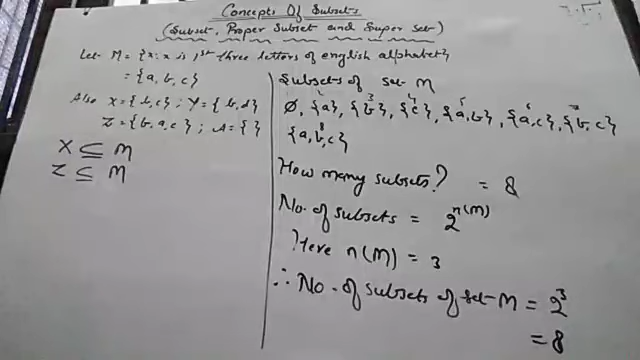 Concepts Of Subsets
(Subset, Proper Subset and Super set)
Let M = {x: x is 1st three letters of english alphabet}
= {a, b, c}
Also X = {b, c} ; Y = {b, d}
Z = {b, a, c} ; A = { }
X ⊆ M
Z ⊆ M
Subsets of set M
∅, {a}, {b}, {c}, {a, b}, {a, c}, {b, c}
{a, b, c}
How many subsets? = 8
No. of subsets = 2^n(M)
Here n(M) = 3
∴ No. of subsets of set M = 2^3
= 8